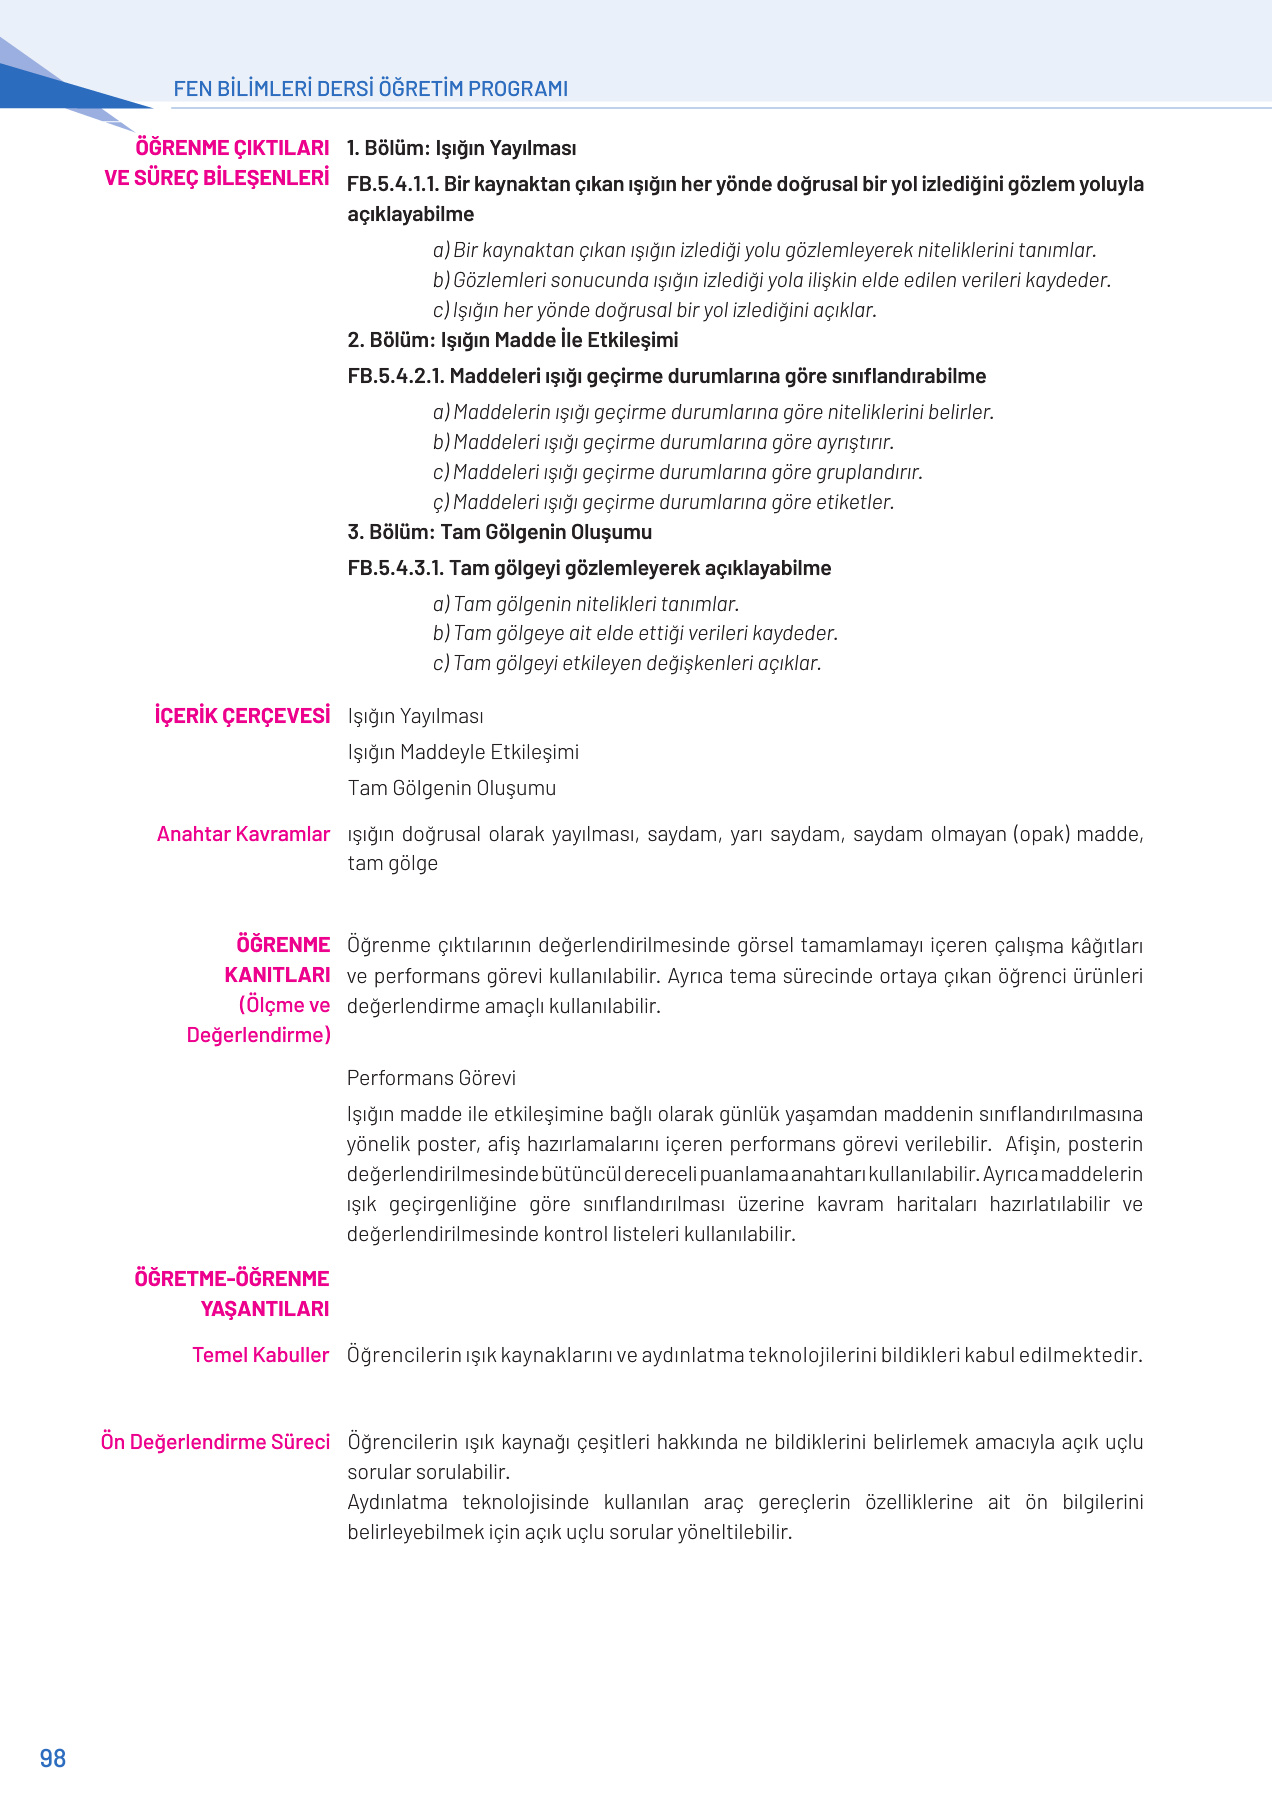 FEN BİLİMLERİ DERSİ ÖĞRETİM PROGRAMI
ÖĞRENME ÇIKTILARI
VE SÜREÇ BİLEŞENLERİ
1. Bölüm: Işığın Yayılması
FB.5.4.1.1. Bir kaynaktan çıkan ışığın her yönde doğrusal bir yol izlediğini gözlem yoluyla
açıklayabilme
a) Bir kaynaktan çıkan ışığın izlediği yolu gözlemleyerek niteliklerini tanımlar.
b) Gözlemleri sonucunda ışığın izlediği yola ilişkin elde edilen verileri kaydeder.
c) Işığın her yönde doğrusal bir yol izlediğini açıklar.
2. Bölüm: Işığın Madde İle Etkileşimi
FB.5.4.2.1. Maddeleri ışığı geçirme durumlarına göre sınıflandırabilme
a) Maddelerin ışığı geçirme durumlarına göre niteliklerini belirler.
b) Maddeleri ışığı geçirme durumlarına göre ayrıştırır.
c) Maddeleri ışığı geçirme durumlarına göre gruplandırır.
ç) Maddeleri ışığı geçirme durumlarına göre etiketler.
3. Bölüm: Tam Gölgenin Oluşumu
FB.5.4.3.1. Tam gölgeyi gözlemleyerek açıklayabilme
a) Tam gölgenin nitelikleri tanımlar.
b) Tam gölgeye ait elde ettiği verileri kaydeder.
c) Tam gölgeyi etkileyen değişkenleri açıklar.
İÇERİK ÇERÇEVESİ
Işığın Yayılması
Işığın Maddeyle Etkileşimi
Tam Gölgenin Oluşumu
Anahtar Kavramlar
ışığın doğrusal olarak yayılması, saydam, yarı saydam, saydam olmayan (opak) madde,
tam gölge
ÖĞRENME
KANITLARI
(Ölçme ve
Değerlendirme)
Öğrenme çıktılarının değerlendirilmesinde görsel tamamlamayı içeren çalışma kâğıtları
ve performans görevi kullanılabilir. Ayrıca tema sürecinde ortaya çıkan öğrenci ürünleri
değerlendirme amaçlı kullanılabilir.
Performans Görevi
Işığın madde ile etkileşimine bağlı olarak günlük yaşamdan maddenin sınıflandırılmasına
yönelik poster, afiş hazırlamalarını içeren performans görevi verilebilir. Afişin, posterin
değerlendirilmesinde bütüncül dereceli puanlama anahtarı kullanılabilir. Ayrıca maddelerin
ışık geçirgenliğine göre sınıflandırılması üzerine kavram haritaları hazırlatılabilir ve
değerlendirilmesinde kontrol listeleri kullanılabilir.
ÖĞRETME-ÖĞRENME
YAŞANTILARI
Temel Kabuller
Öğrencilerin ışık kaynaklarını ve aydınlatma teknolojilerini bildikleri kabul edilmektedir.
Ön Değerlendirme Süreci
Öğrencilerin ışık kaynağı çeşitleri hakkında ne bildiklerini belirlemek amacıyla açık uçlu
sorular sorulabilir.
Aydınlatma teknolojisinde kullanılan araç gereçlerin özelliklerine ait ön bilgilerini
belirleyebilmek için açık uçlu sorular yöneltilebilir.
98